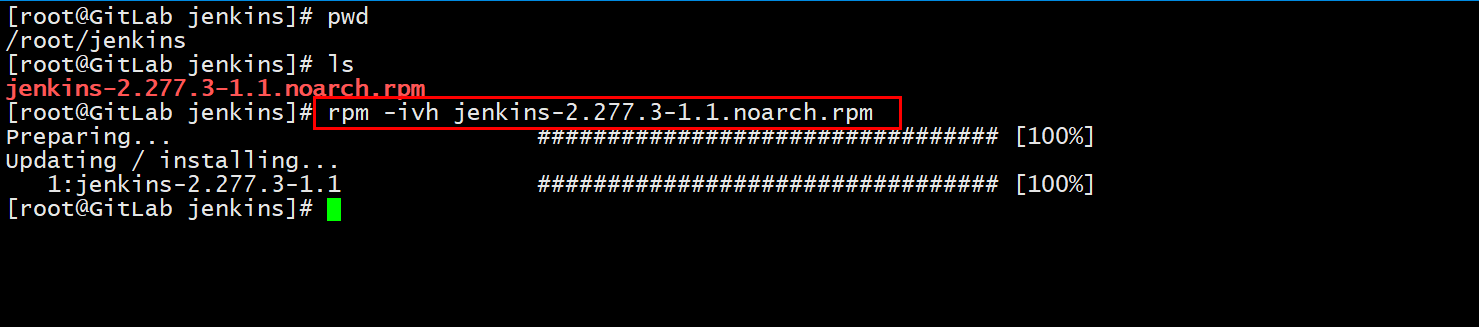 [root@GitLab jenkins]# pwd
/root/jenkins
[root@GitLab jenkins]# ls
jenkins-2.277.3-1.1.noarch.rpm
[root@GitLab jenkins]# rpm -ivh jenkins-2.277.3-1.1.noarch.rpm
Preparing...                          ################################# [100%]
Updating / installing...
   1:jenkins-2.277.3-1.1              ################################# [100%]
[root@GitLab jenkins]#